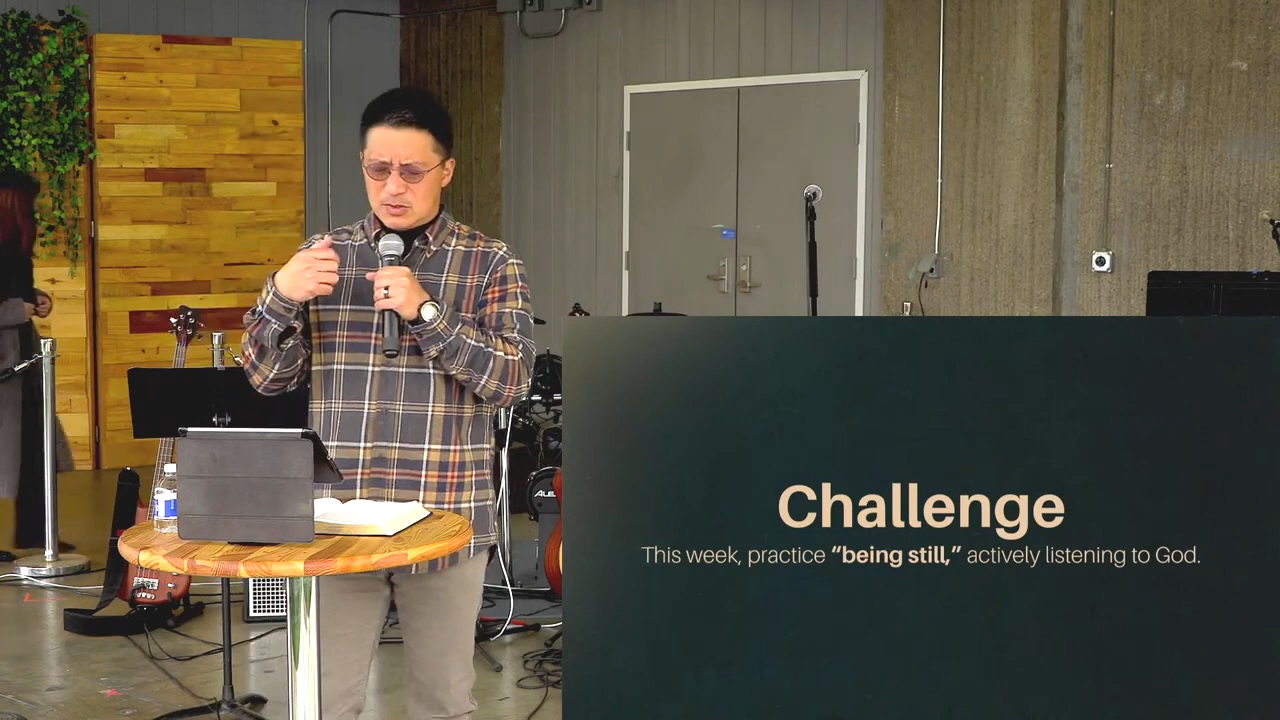 Challenge
This week, practice “being still,” actively listening to God.